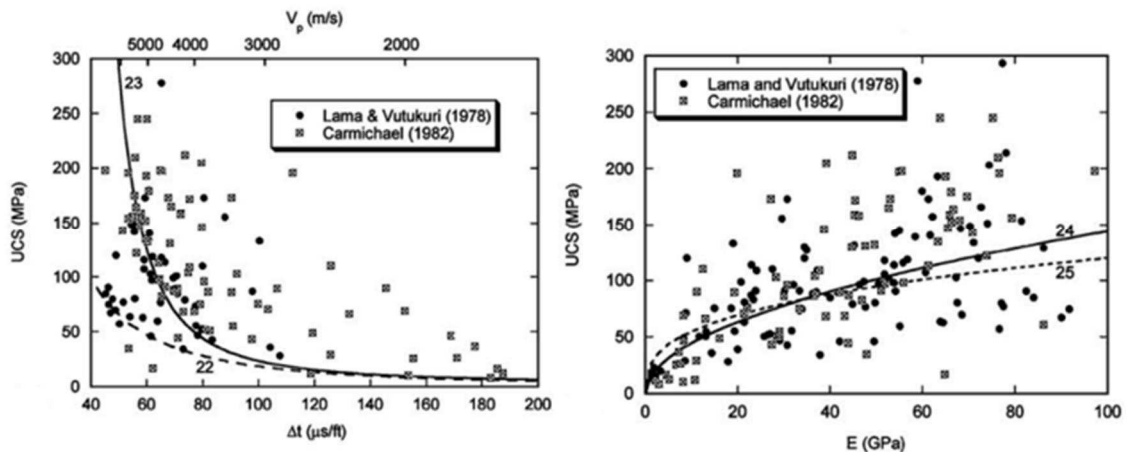 V_p (m/s)
5000 4000 3000 2000
300
250
200
150
100
50
0
UCS (MPa)
23
Lama & Vutukuri (1978)
Carmichael (1982)
22
40 60 80 100 120 140 160 180 200
Δt (μs/ft)
300
250
200
150
100
50
0
UCS (MPa)
Lama and Vutukuri (1978)
Carmichael (1982)
24
25
0 20 40 60 80 100
E (GPa)